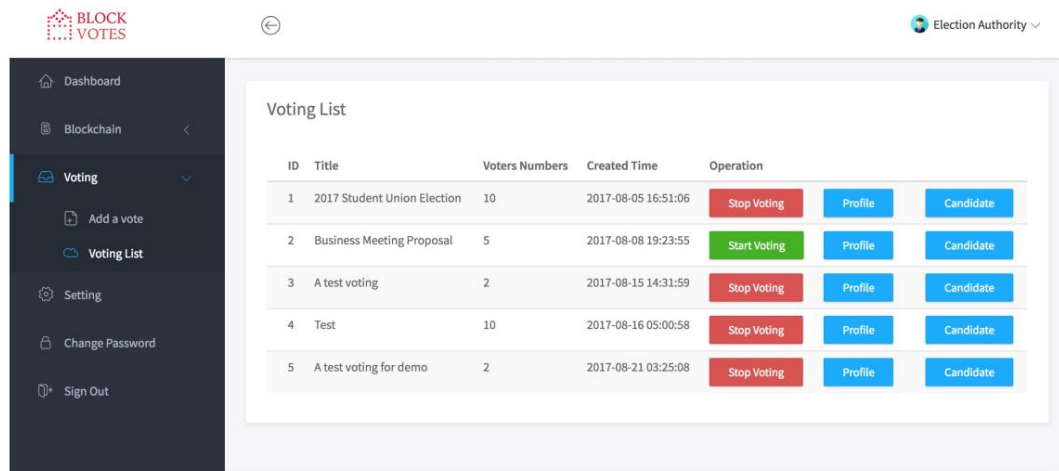 BLOCK
VOTES
Election Authority
Dashboard
Blockchain
Voting
Add a vote
Voting List
Setting
Change Password
Sign Out
Voting List
ID Title Voters Numbers Created Time Operation
1 2017 Student Union Election 10 2017-08-05 16:51:06 Stop Voting Profile Candidate
2 Business Meeting Proposal 5 2017-08-08 19:23:55 Start Voting Profile Candidate
3 A test voting 2 2017-08-15 14:31:59 Stop Voting Profile Candidate
4 Test 10 2017-08-16 05:00:58 Stop Voting Profile Candidate
5 A test voting for demo 2 2017-08-21 03:25:08 Stop Voting Profile Candidate